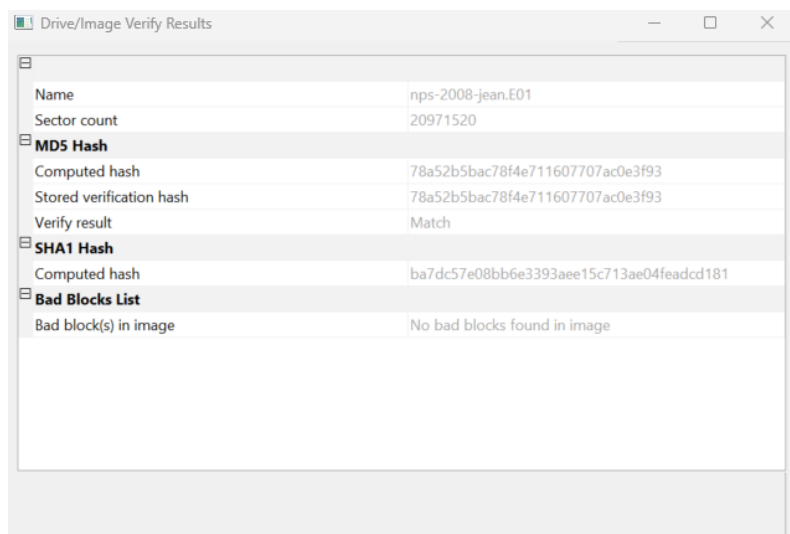 Drive/Image Verify Results
Name nps-2008-jean.E01
Sector count 20971520
MD5 Hash
Computed hash 78a52b5bac78f4e711607707ac0e3f93
Stored verification hash 78a52b5bac78f4e711607707ac0e3f93
Verify result Match
SHA1 Hash
Computed hash ba7dc57e08bb6e3393aee15c713ae04feadcd181
Bad Blocks List
Bad block(s) in image No bad blocks found in image